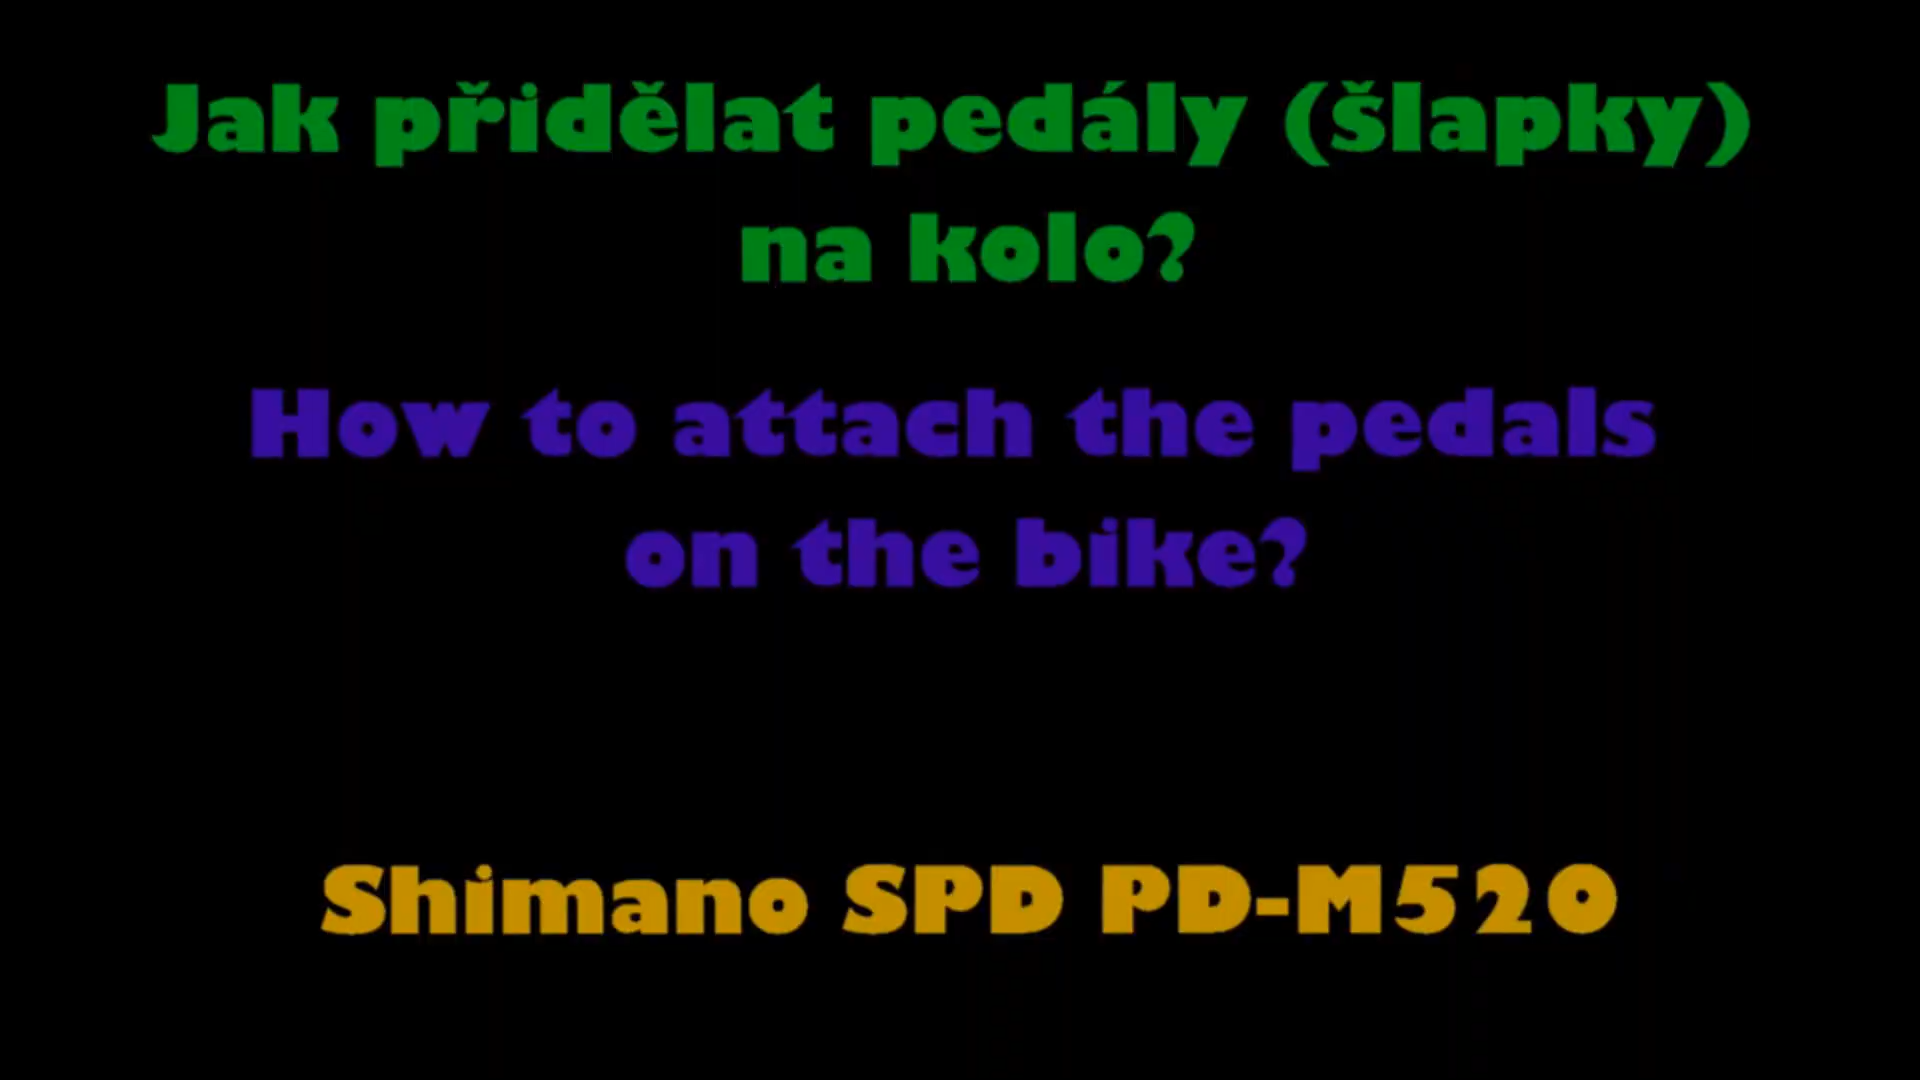 Jak přidělat pedály (šlapky)
na kolo?
How to attach the pedals
on the bike?
Shimano SPD PD-M520